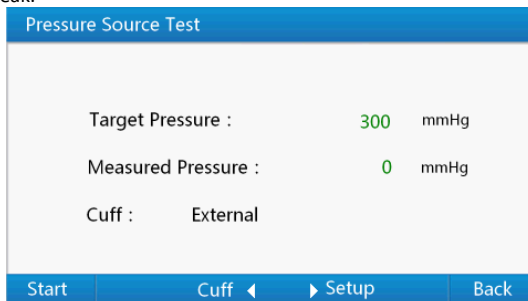 Pressure Source Test
Target Pressure : 300 mmHg
Measured Pressure : 0 mmHg
Cuff : External
Start Cuff Setup Back